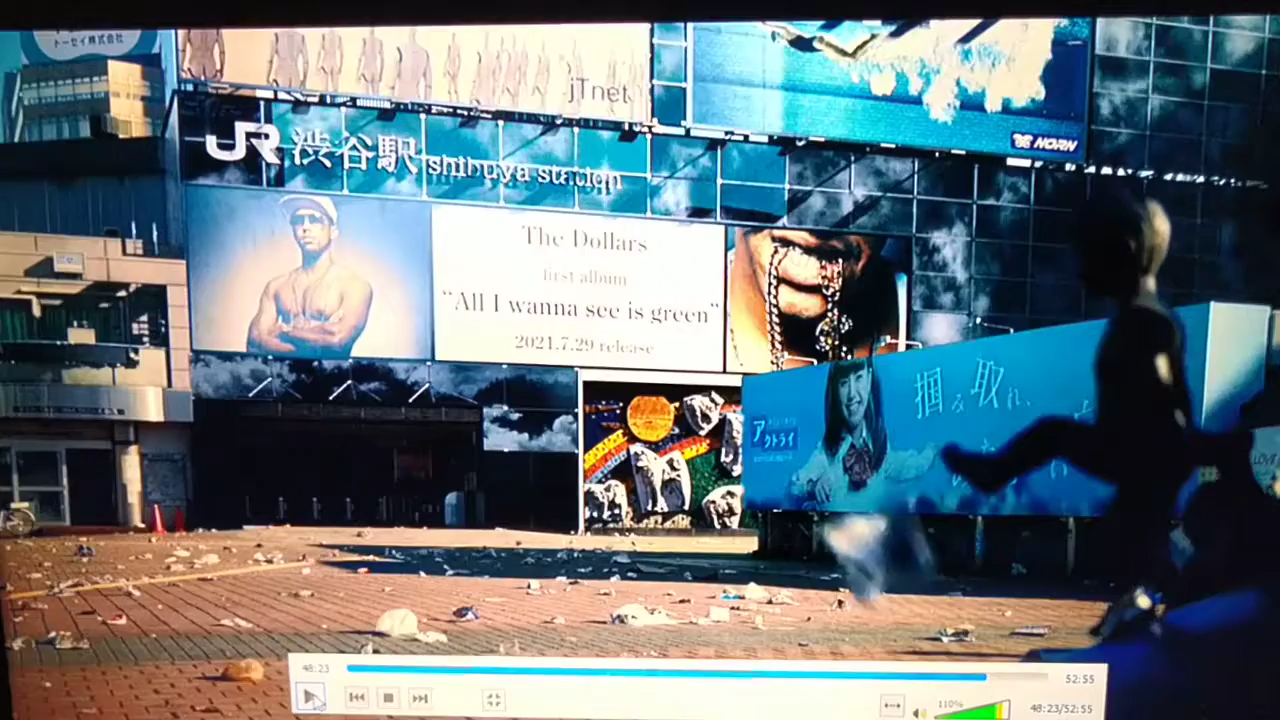 トーセイ株式会社
jTnet
NORN
JR 渋谷駅 shibuya station
The Dollars
first album
“All I wanna see is green”
2021.7.29 release
掴み取れ、
アクトライ
LOVE
48:23
52:55
110%
48:23/52:55